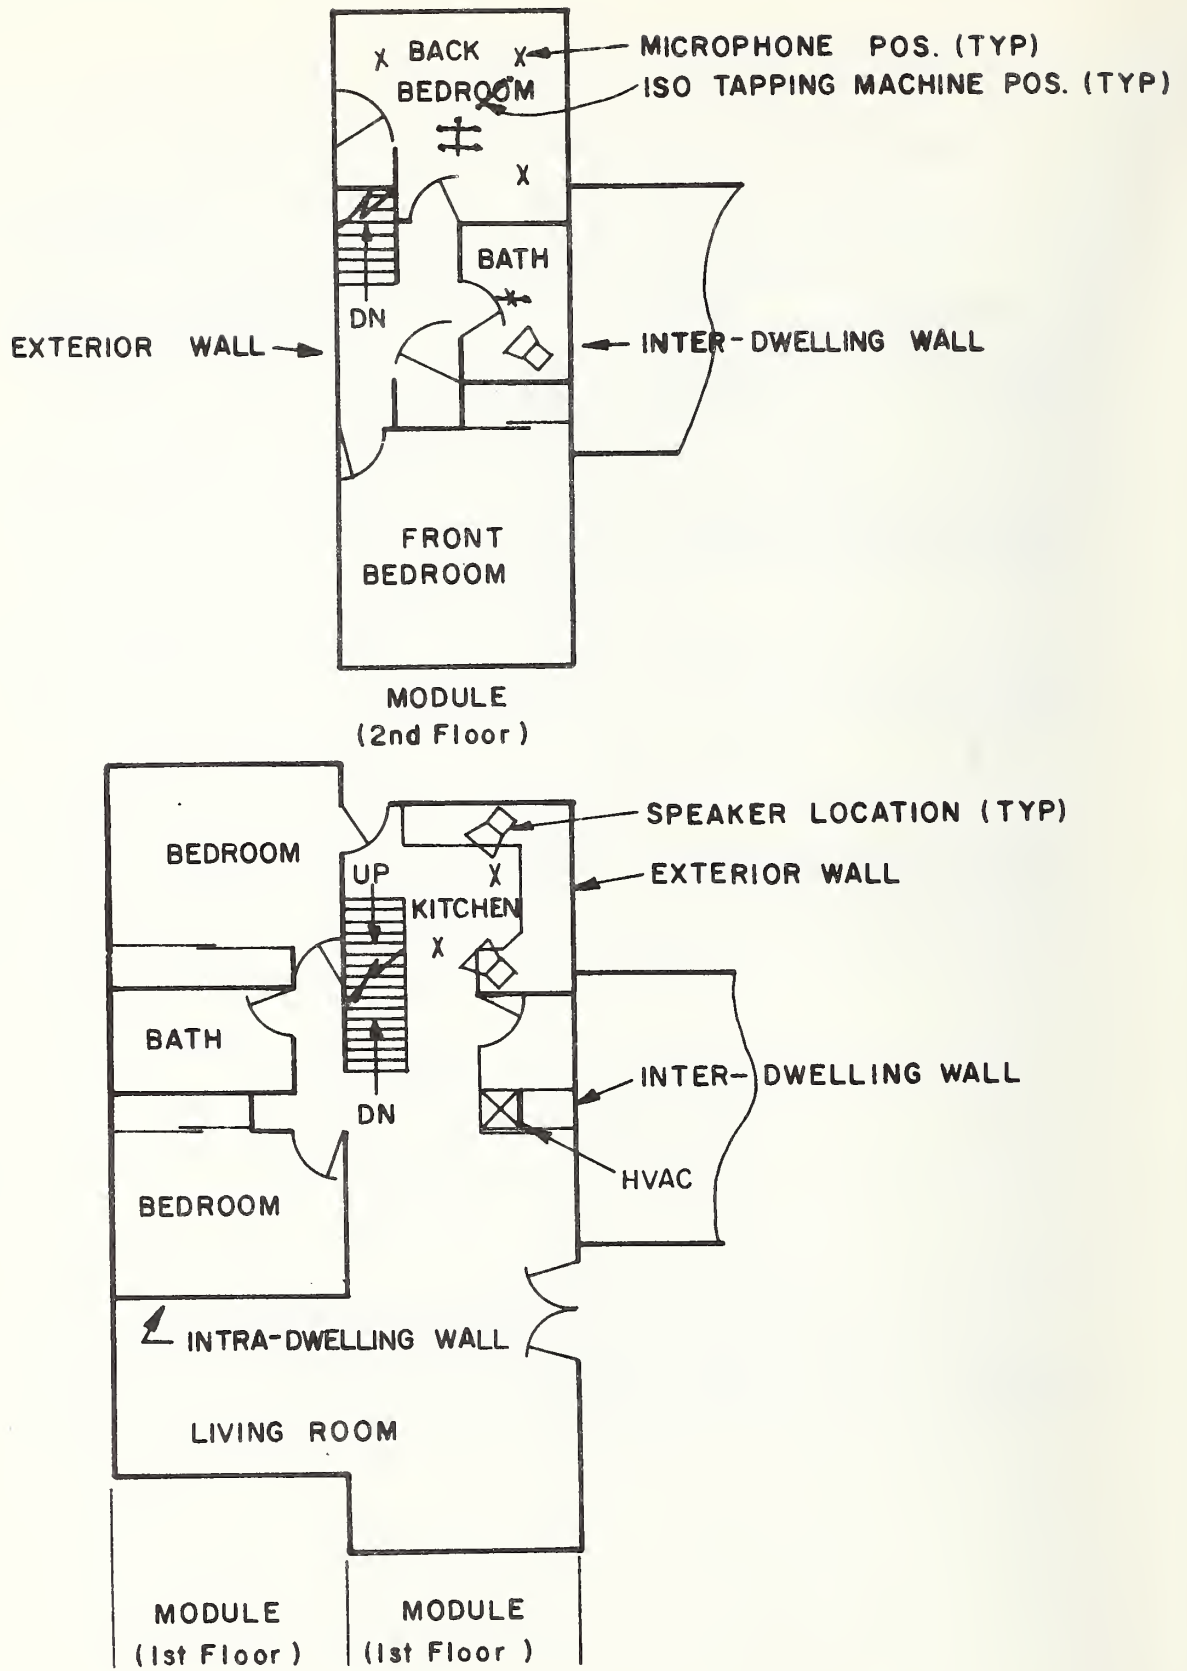 BACK
BEDROOM
MICROPHONE POS. (TYP)
ISO TAPPING MACHINE POS. (TYP)
X
X
X
BATH
X
DN
EXTERIOR WALL
INTER-DWELLING WALL
FRONT
BEDROOM
MODULE
(2nd Floor)
SPEAKER LOCATION (TYP)
BEDROOM
UP
X
EXTERIOR WALL
KITCHEN
X
BATH
INTER-DWELLING WALL
DN
HVAC
BEDROOM
INTRA-DWELLING WALL
LIVING ROOM
MODULE
(1st Floor)
MODULE
(1st Floor)